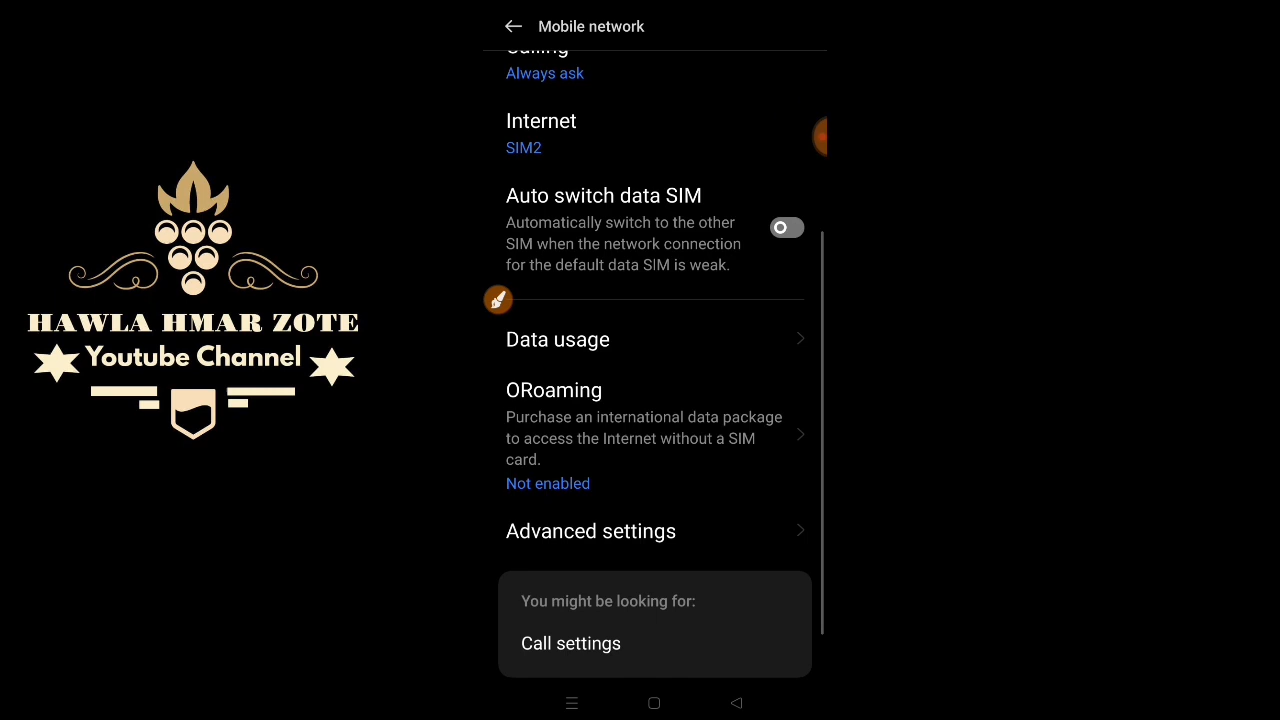 Mobile network
Calling
Always ask
Internet
SIM2
Auto switch data SIM
Automatically switch to the other
SIM when the network connection
for the default data SIM is weak.
HAWLA HMAR ZOTE
Youtube Channel
Data usage
ORoaming
Purchase an international data package
to access the Internet without a SIM
card.
Not enabled
Advanced settings
You might be looking for:
Call settings